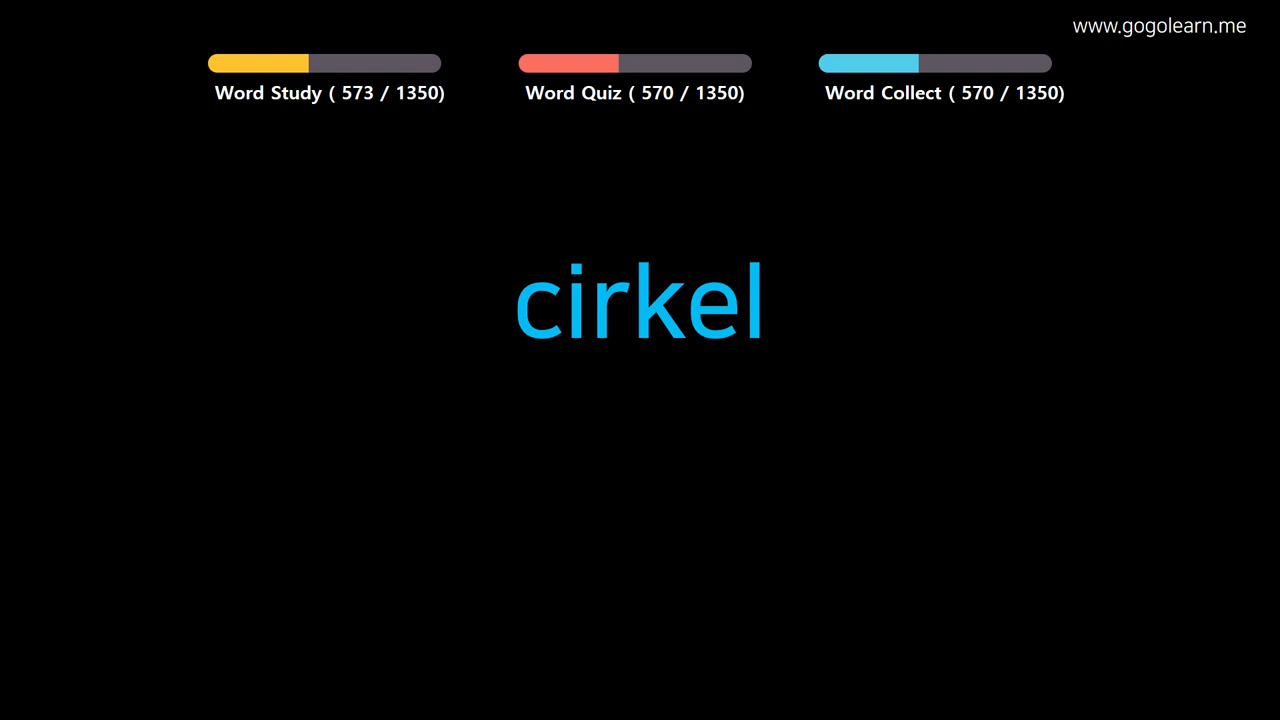 www.gogolearn.me
Word Study ( 573 / 1350)
Word Quiz ( 570 / 1350)
Word Collect ( 570 / 1350)
cirkel